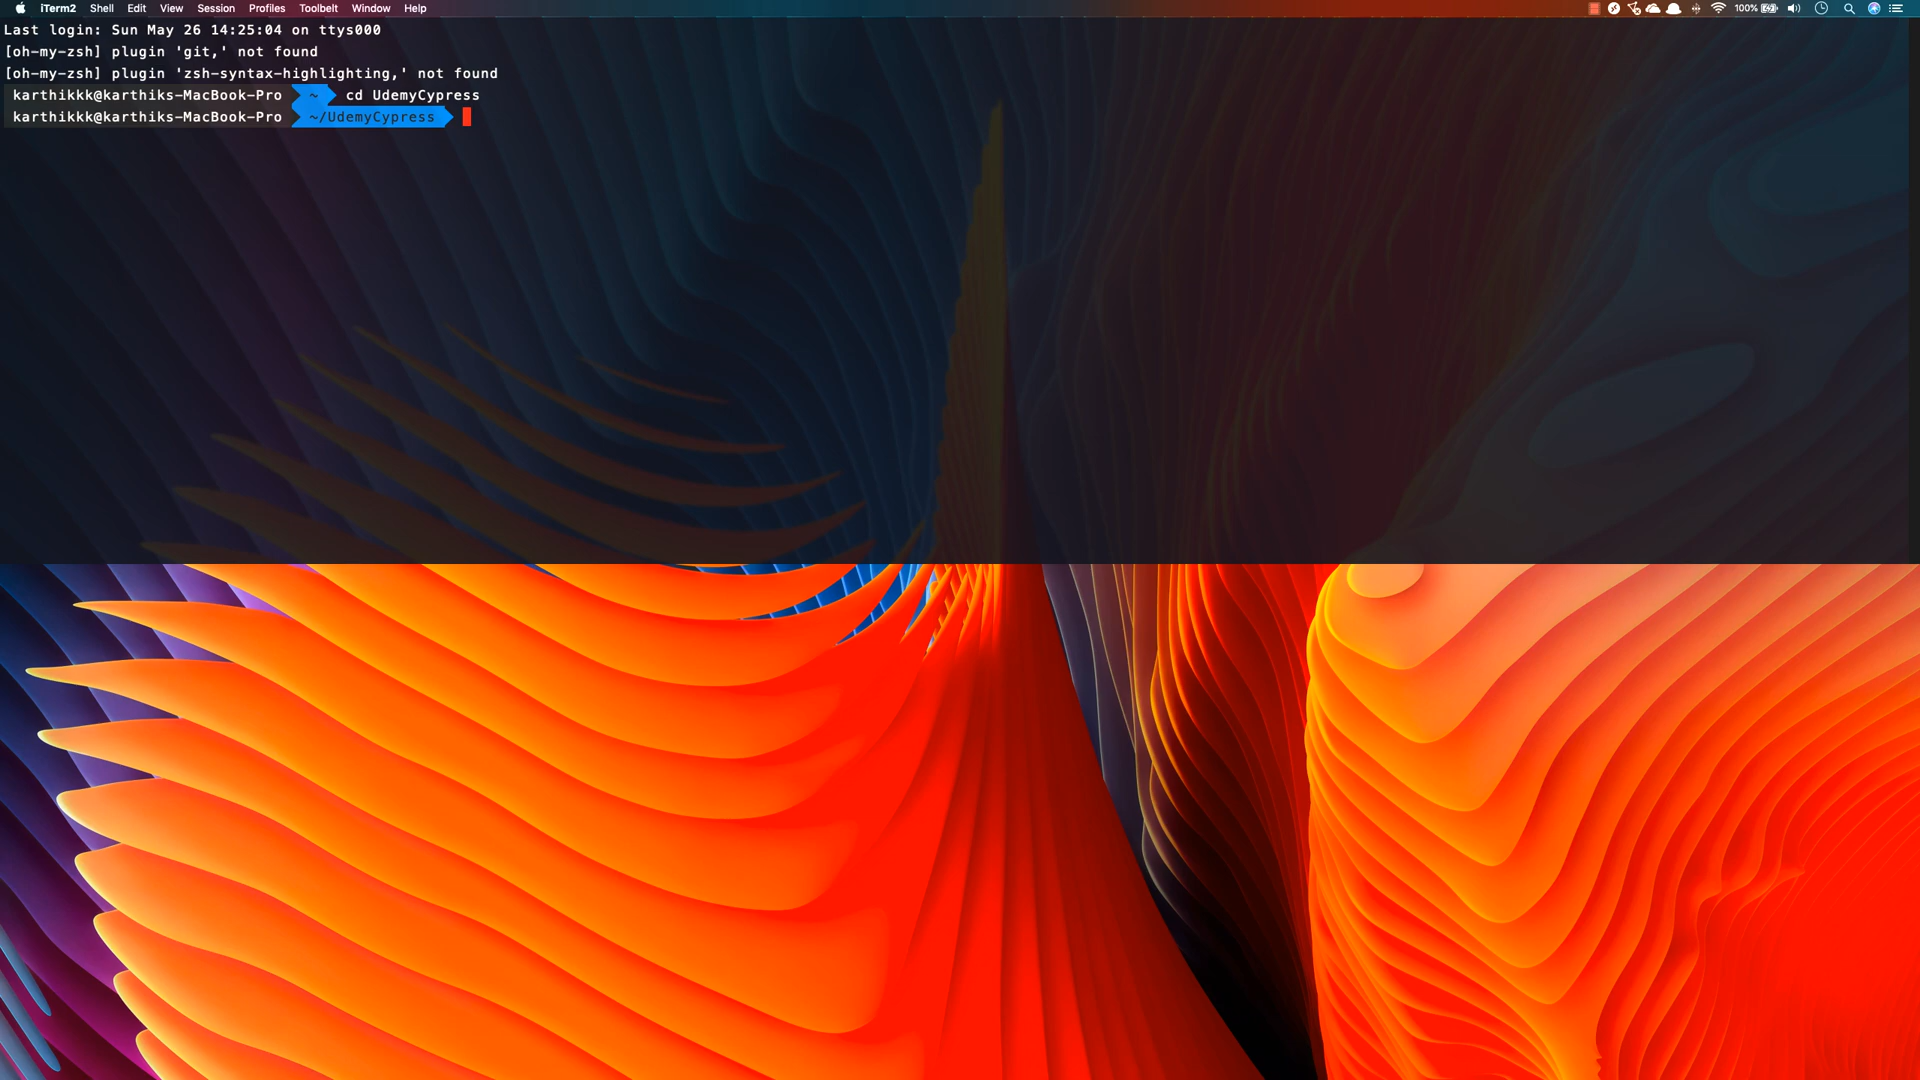 iTerm2 Shell Edit View Session Profiles Toolbelt Window Help 100%
Last login: Sun May 26 14:25:04 on ttys000
[oh-my-zsh] plugin 'git,' not found
[oh-my-zsh] plugin 'zsh-syntax-highlighting,' not found
karthikkk@karthiks-MacBook-Pro ~ cd UdemyCypress
karthikkk@karthiks-MacBook-Pro ~/UdemyCypress